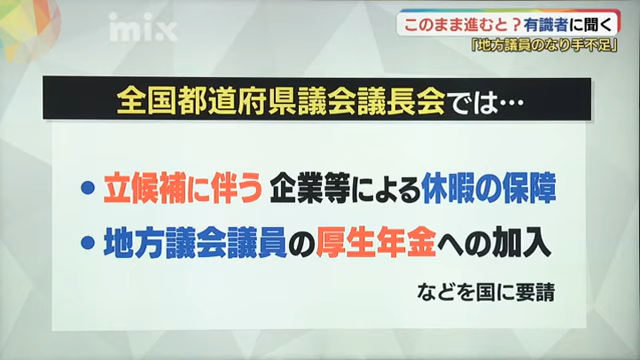 mix
このまま進むと?有識者に聞く
「地方議員のなり手不足」
全国都道府県議会議長会では…
● 立候補に伴う 企業等による休暇の保障
● 地方議会議員の厚生年金への加入
などを国に要請